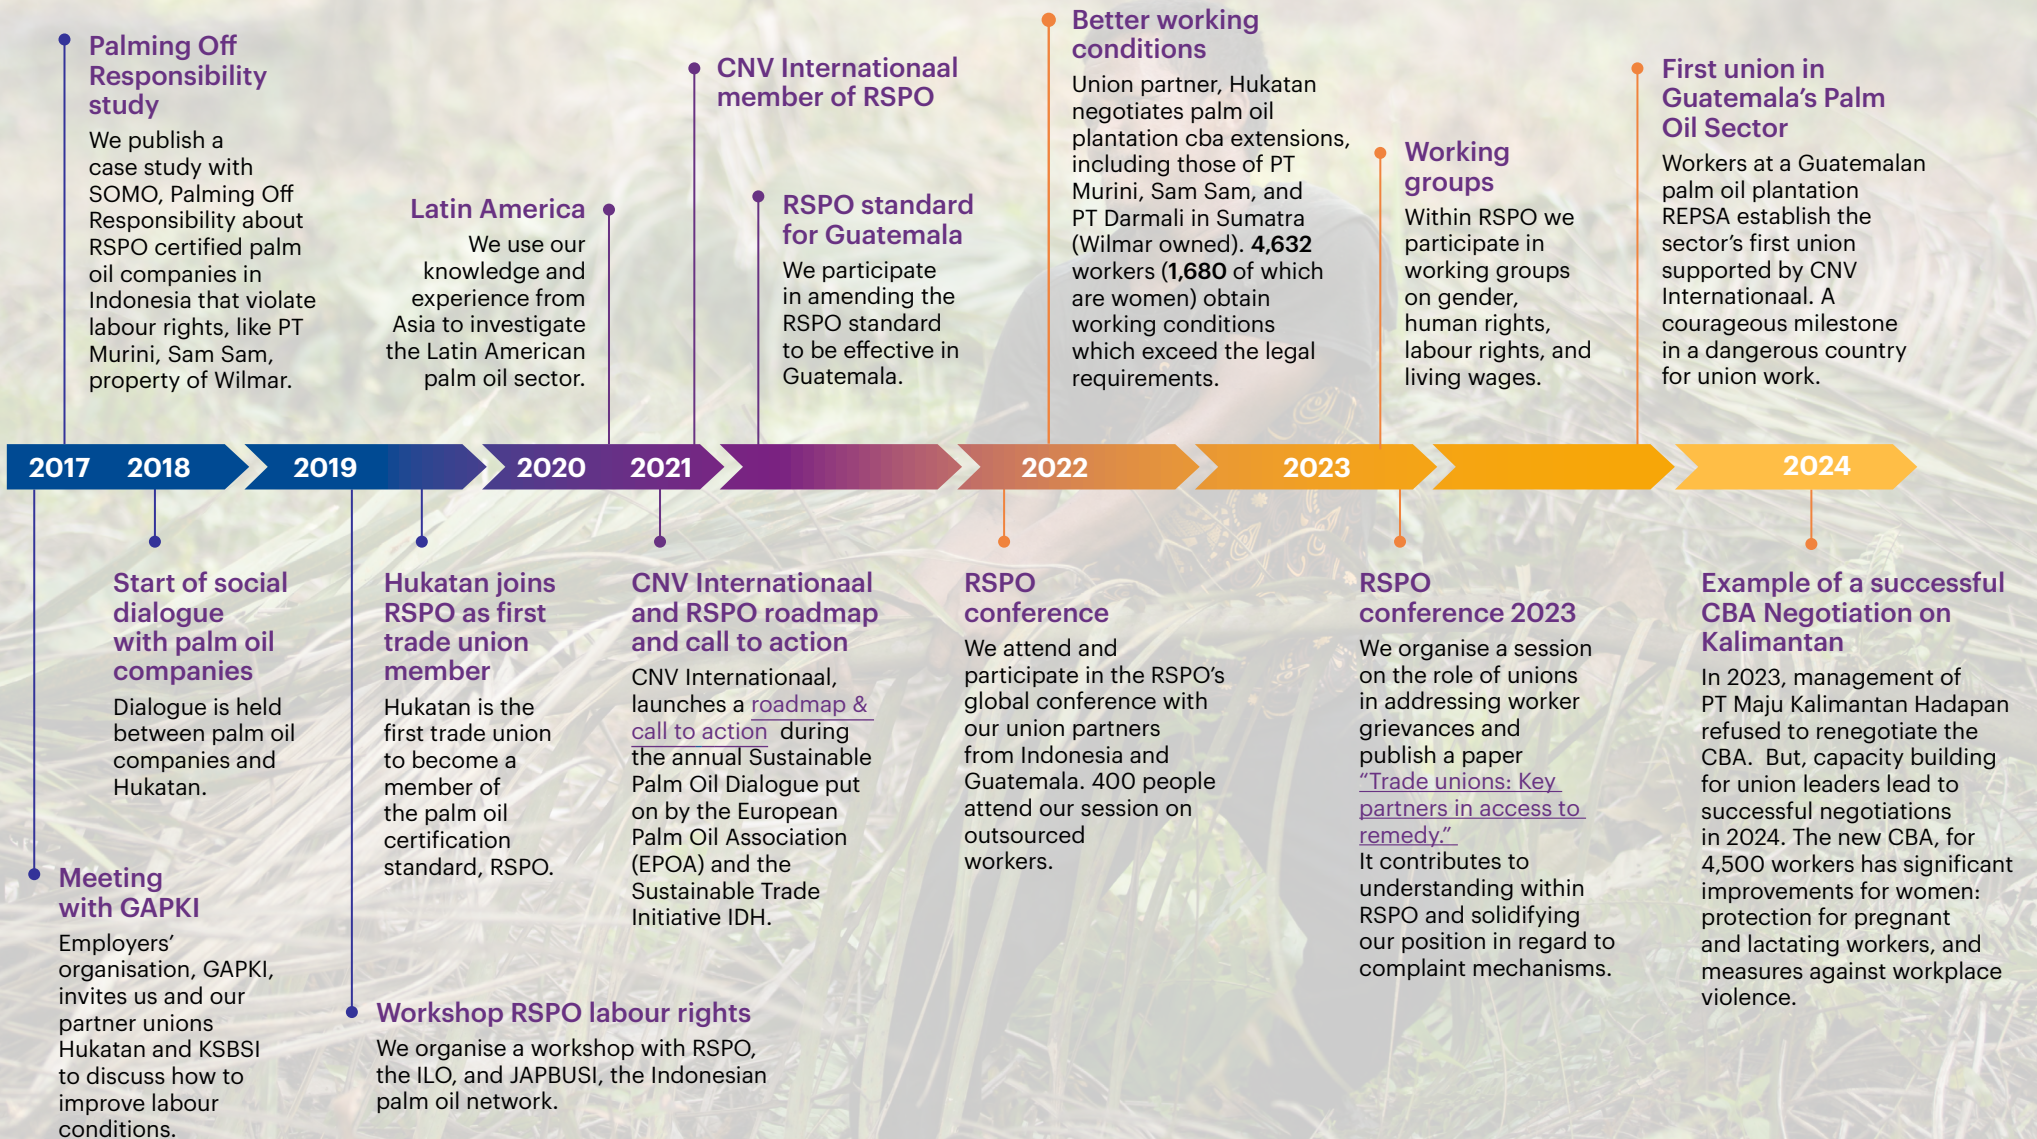 Palming Off
Responsibility
study
We publish a
case study with
SOMO, Palming Off
Responsibility about
RSPO certified palm
oil companies in
Indonesia that violate
labour rights, like PT
Murini, Sam Sam,
property of Wilmar.
Latin America
We use our
knowledge and
experience from
Asia to investigate
the Latin American
palm oil sector.
CNV Internationaal
member of RSPO
RSPO standard
for Guatemala
We participate
in amending the
RSPO standard
to be effective in
Guatemala.
Better working
conditions
Union partner, Hukatan
negotiates palm oil
plantation cba extensions,
including those of PT
Murini, Sam Sam, and
PT Darmali in Sumatra
(Wilmar owned). 4,632
workers (1,680 of which
are women) obtain
working conditions
which exceed the legal
requirements.
Working
groups
Within RSPO we
participate in
working groups
on gender,
human rights,
labour rights, and
living wages.
First union in
Guatemala's Palm
Oil Sector
Workers at a Guatemalan
palm oil plantation
REPSA establish the
sector's first union
supported by CNV
Internationaal. A
courageous milestone
in a dangerous country
for union work.
2017 2018 2019 2020 2021 2022 2023 2024
Meeting
with GAPKI
Employers'
organisation, GAPKI,
invites us and our
partner unions
Hukatan and KSBSI
to discuss how to
improve labour
conditions.
Start of social
dialogue
with palm oil
companies
Dialogue is held
between palm oil
companies and
Hukatan.
Workshop RSPO labour rights
We organise a workshop with RSPO,
the ILO, and JAPBUSI, the Indonesian
palm oil network.
Hukatan joins
RSPO as first
trade union
member
Hukatan is the
first trade union
to become a
member of
the palm oil
certification
standard, RSPO.
CNV Internationaal
and RSPO roadmap
and call to action
CNV Internationaal,
launches a roadmap &
call to action during
the annual Sustainable
Palm Oil Dialogue put
on by the European
Palm Oil Association
(EPOA) and the
Sustainable Trade
Initiative IDH.
RSPO
conference
We attend and
participate in the RSPO's
global conference with
our union partners
from Indonesia and
Guatemala. 400 people
attend our session on
outsourced
workers.
RSPO
conference 2023
We organise a session
on the role of unions
in addressing worker
grievances and
publish a paper
“Trade unions: Key
partners in access to
remedy.”
It contributes to
understanding within
RSPO and solidifying
our position in regard to
complaint mechanisms.
Example of a successful
CBA Negotiation on
Kalimantan
In 2023, management of
PT Maju Kalimantan Hadapan
refused to renegotiate the
CBA. But, capacity building
for union leaders lead to
successful negotiations
in 2024. The new CBA, for
4,500 workers has significant
improvements for women:
protection for pregnant
and lactating workers, and
measures against workplace
violence.